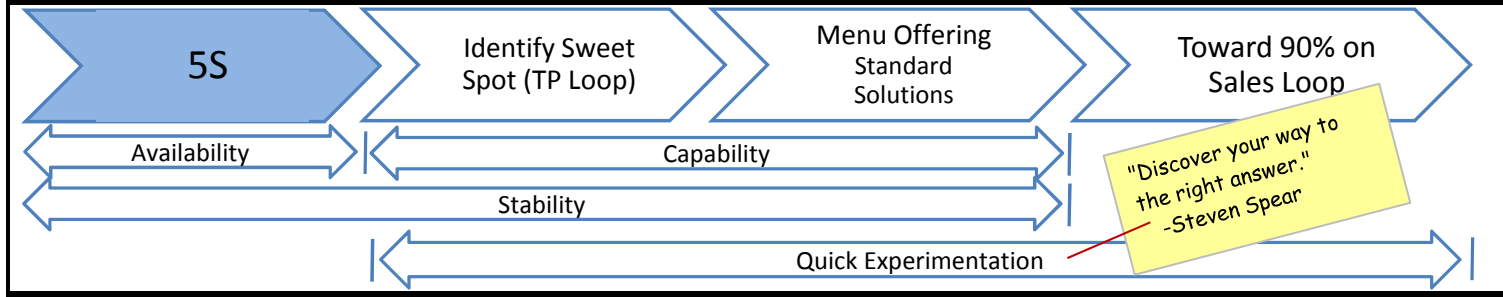 5S
Identify Sweet
Spot (TP Loop)
Menu Offering
Standard
Solutions
Toward 90% on
Sales Loop
Availability
Capability
"Discover your way to
the right answer."
-Steven Spear
Stability
Quick Experimentation